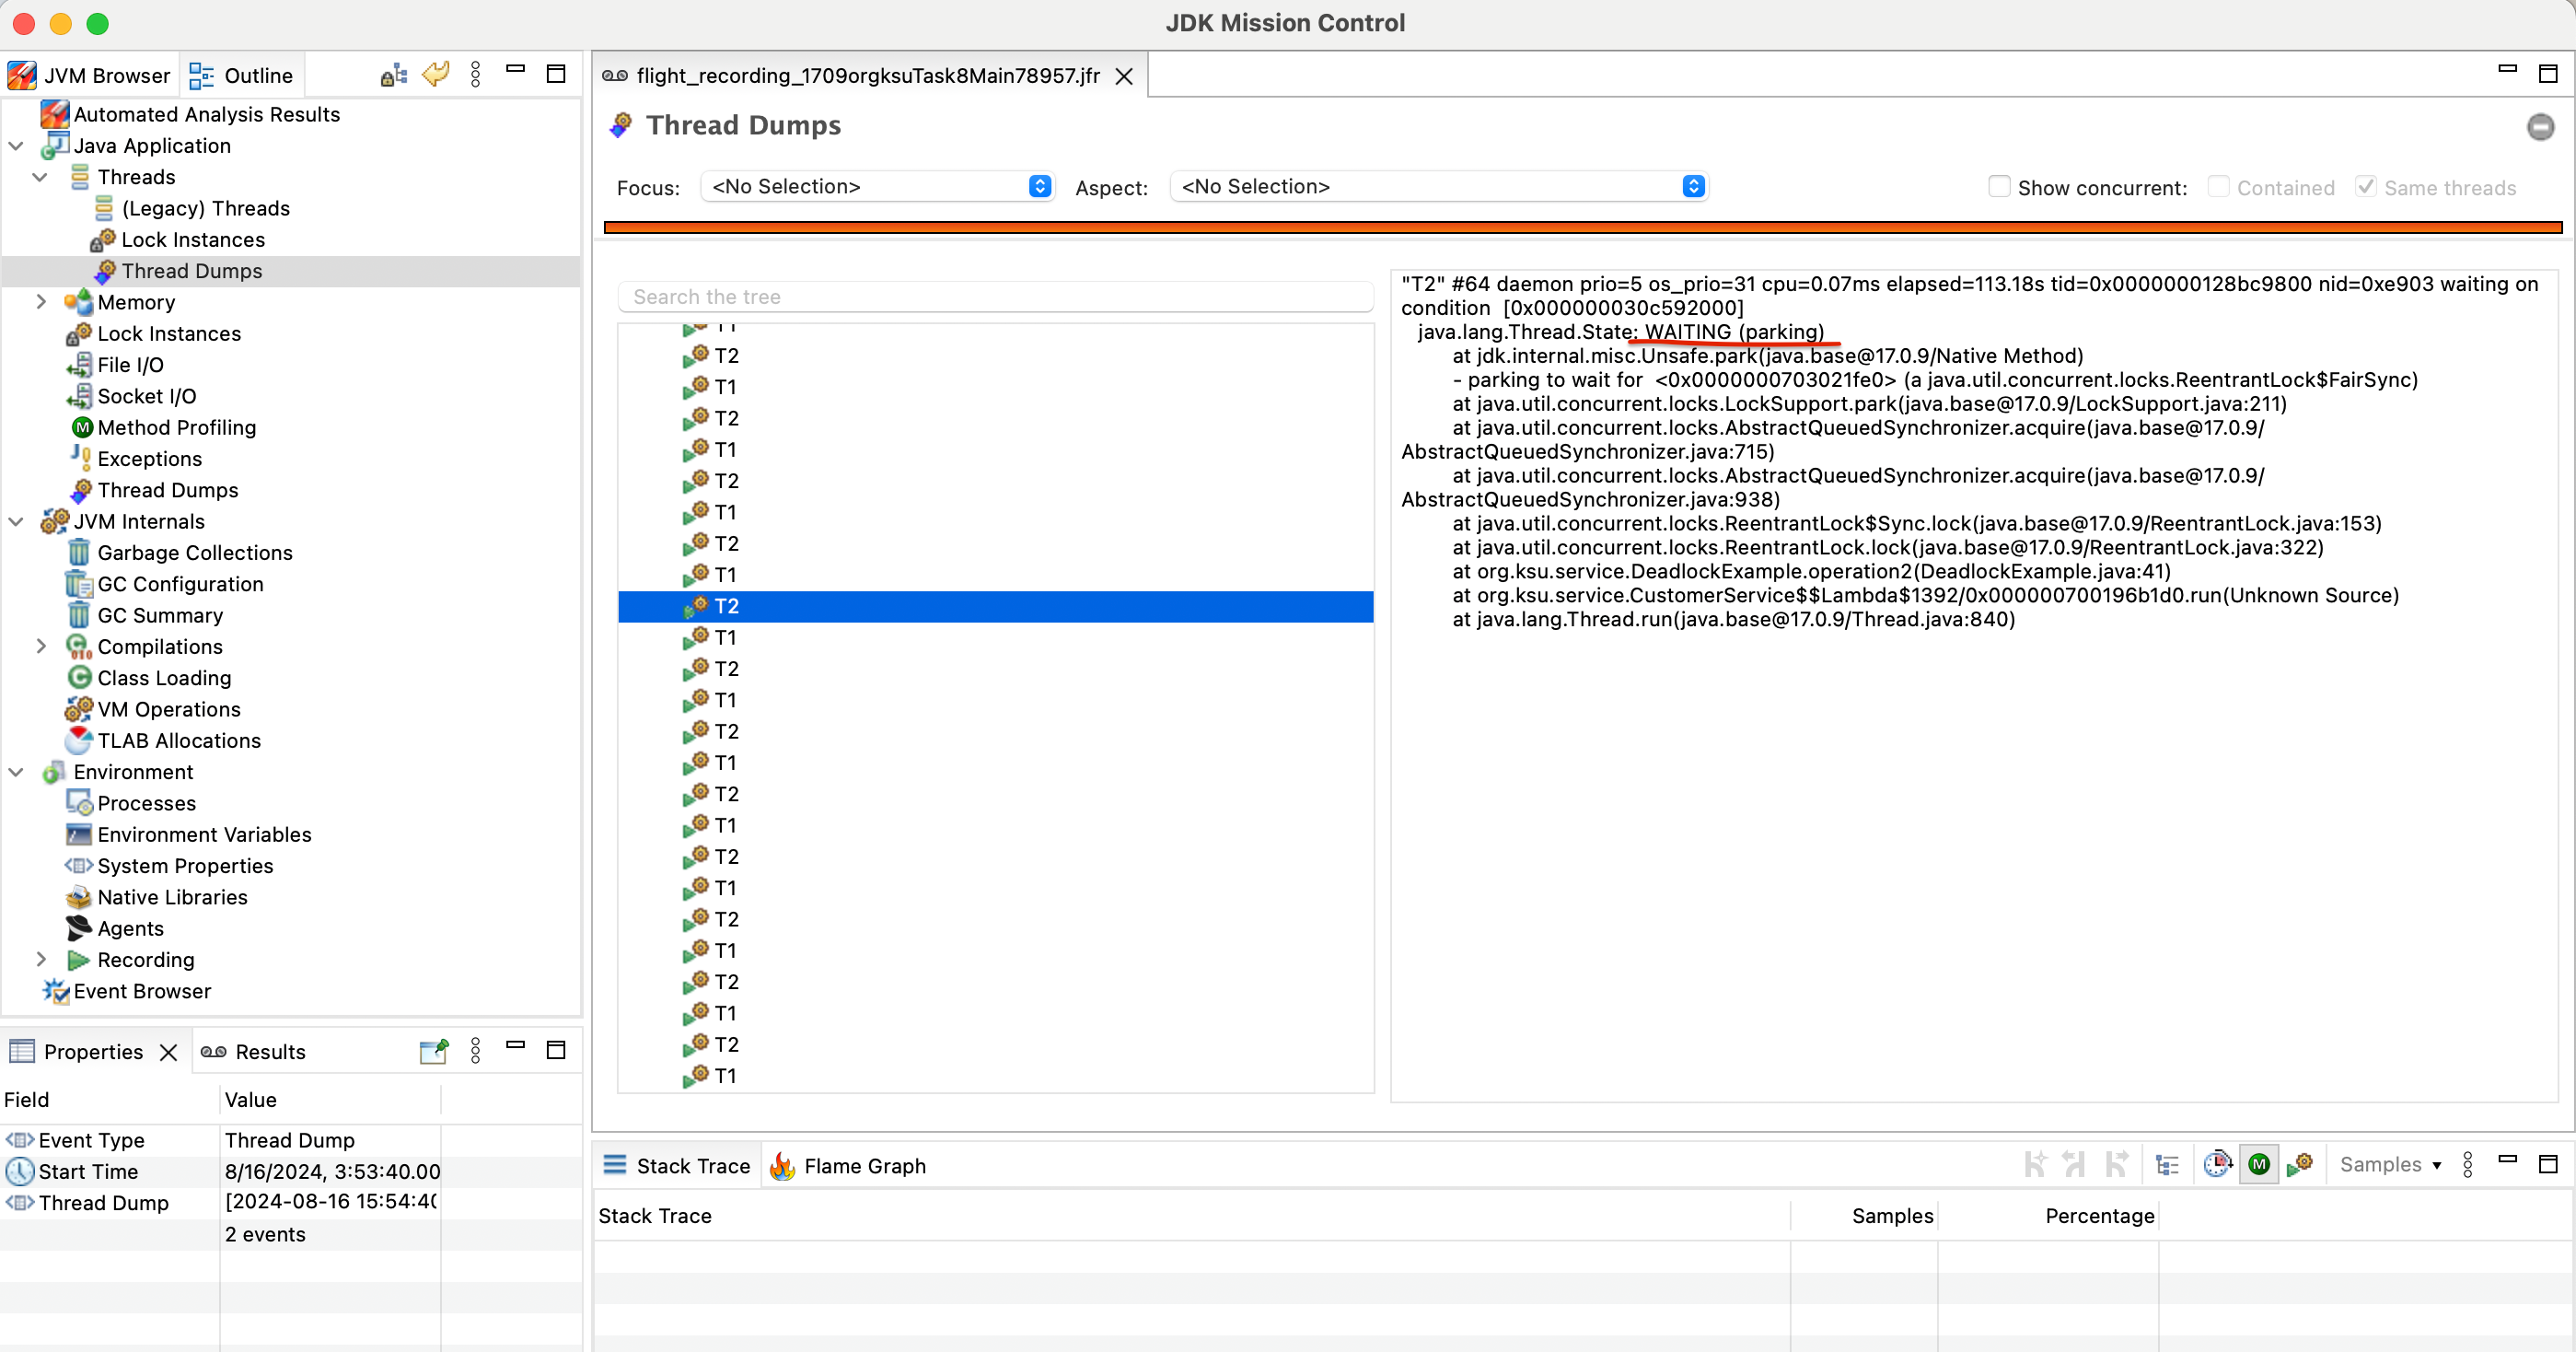 JDK Mission Control
JVM Browser
Outline
Automated Analysis Results
Java Application
Threads
(Legacy) Threads
Lock Instances
Thread Dumps
Memory
Lock Instances
File I/O
Socket I/O
Method Profiling
Exceptions
Thread Dumps
JVM Internals
Garbage Collections
GC Configuration
GC Summary
Compilations
Class Loading
VM Operations
TLAB Allocations
Environment
Processes
Environment Variables
System Properties
Native Libraries
Agents
Recording
Event Browser
Properties
Results
Field Value
Event Type Thread Dump
Start Time 8/16/2024, 3:53:40.00
Thread Dump [2024-08-16 15:54:40
2 events
flight_recording_1709orgksuTask8Main78957.jfr
Thread Dumps
Focus: <No Selection> Aspect: <No Selection> Show concurrent: Contained Same threads
Search the tree
T1
T2
T1
T2
T1
T2
T1
T2
T1
T2
T1
T2
T1
T2
T1
T2
T1
T2
T1
T2
T1
T2
T1
T2
T1
"T2" #64 daemon prio=5 os_prio=31 cpu=0.07ms elapsed=113.18s tid=0x0000000128bc9800 nid=0xe903 waiting on
condition [0x000000030c592000]
java.lang.Thread.State: WAITING (parking)
at jdk.internal.misc.Unsafe.park(java.base@17.0.9/Native Method)
- parking to wait for <0x0000000703021fe0> (a java.util.concurrent.locks.ReentrantLock$FairSync)
at java.util.concurrent.locks.LockSupport.park(java.base@17.0.9/LockSupport.java:211)
at java.util.concurrent.locks.AbstractQueuedSynchronizer.acquire(java.base@17.0.9/
AbstractQueuedSynchronizer.java:715)
at java.util.concurrent.locks.AbstractQueuedSynchronizer.acquire(java.base@17.0.9/
AbstractQueuedSynchronizer.java:938)
at java.util.concurrent.locks.ReentrantLock$Sync.lock(java.base@17.0.9/ReentrantLock.java:153)
at java.util.concurrent.locks.ReentrantLock.lock(java.base@17.0.9/ReentrantLock.java:322)
at org.ksu.service.DeadlockExample.operation2(DeadlockExample.java:41)
at org.ksu.service.CustomerService$$Lambda$1392/0x000000700196b1d0.run(Unknown Source)
at java.lang.Thread.run(java.base@17.0.9/Thread.java:840)
Stack Trace
Flame Graph
Samples
Stack Trace Samples Percentage